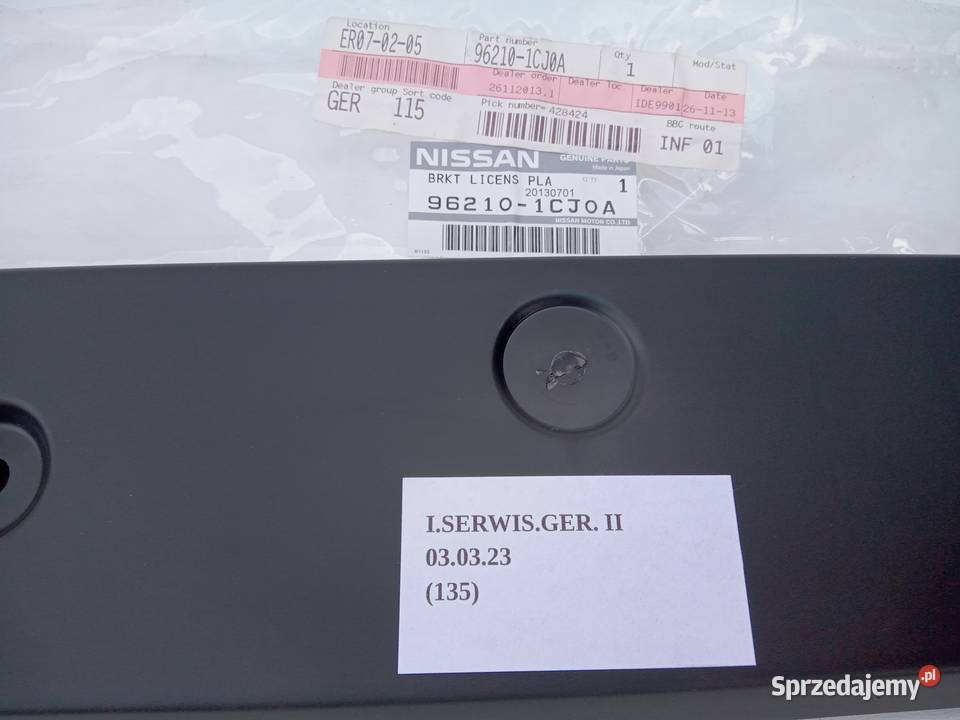 Location
ER07-02-05
Part number
96210-1CJ0A
Qty
1
Mod/Stat
Dealer order
26112013.1
Dealer loc
Dealer
IDE9901
Date
26-11-13
Dealer group
GER
Sort code
115
Pick number= 428424
BBC route
INF 01
NISSAN GENUINE PARTS
Made in Japan
BRKT LICENS PLA Q'TY 1
20130701
96210-1CJ0A
NISSAN MOTOR CO.,LTD.
I.SERWIS.GER. II
03.03.23
(135)
Sprzedajemy.pl